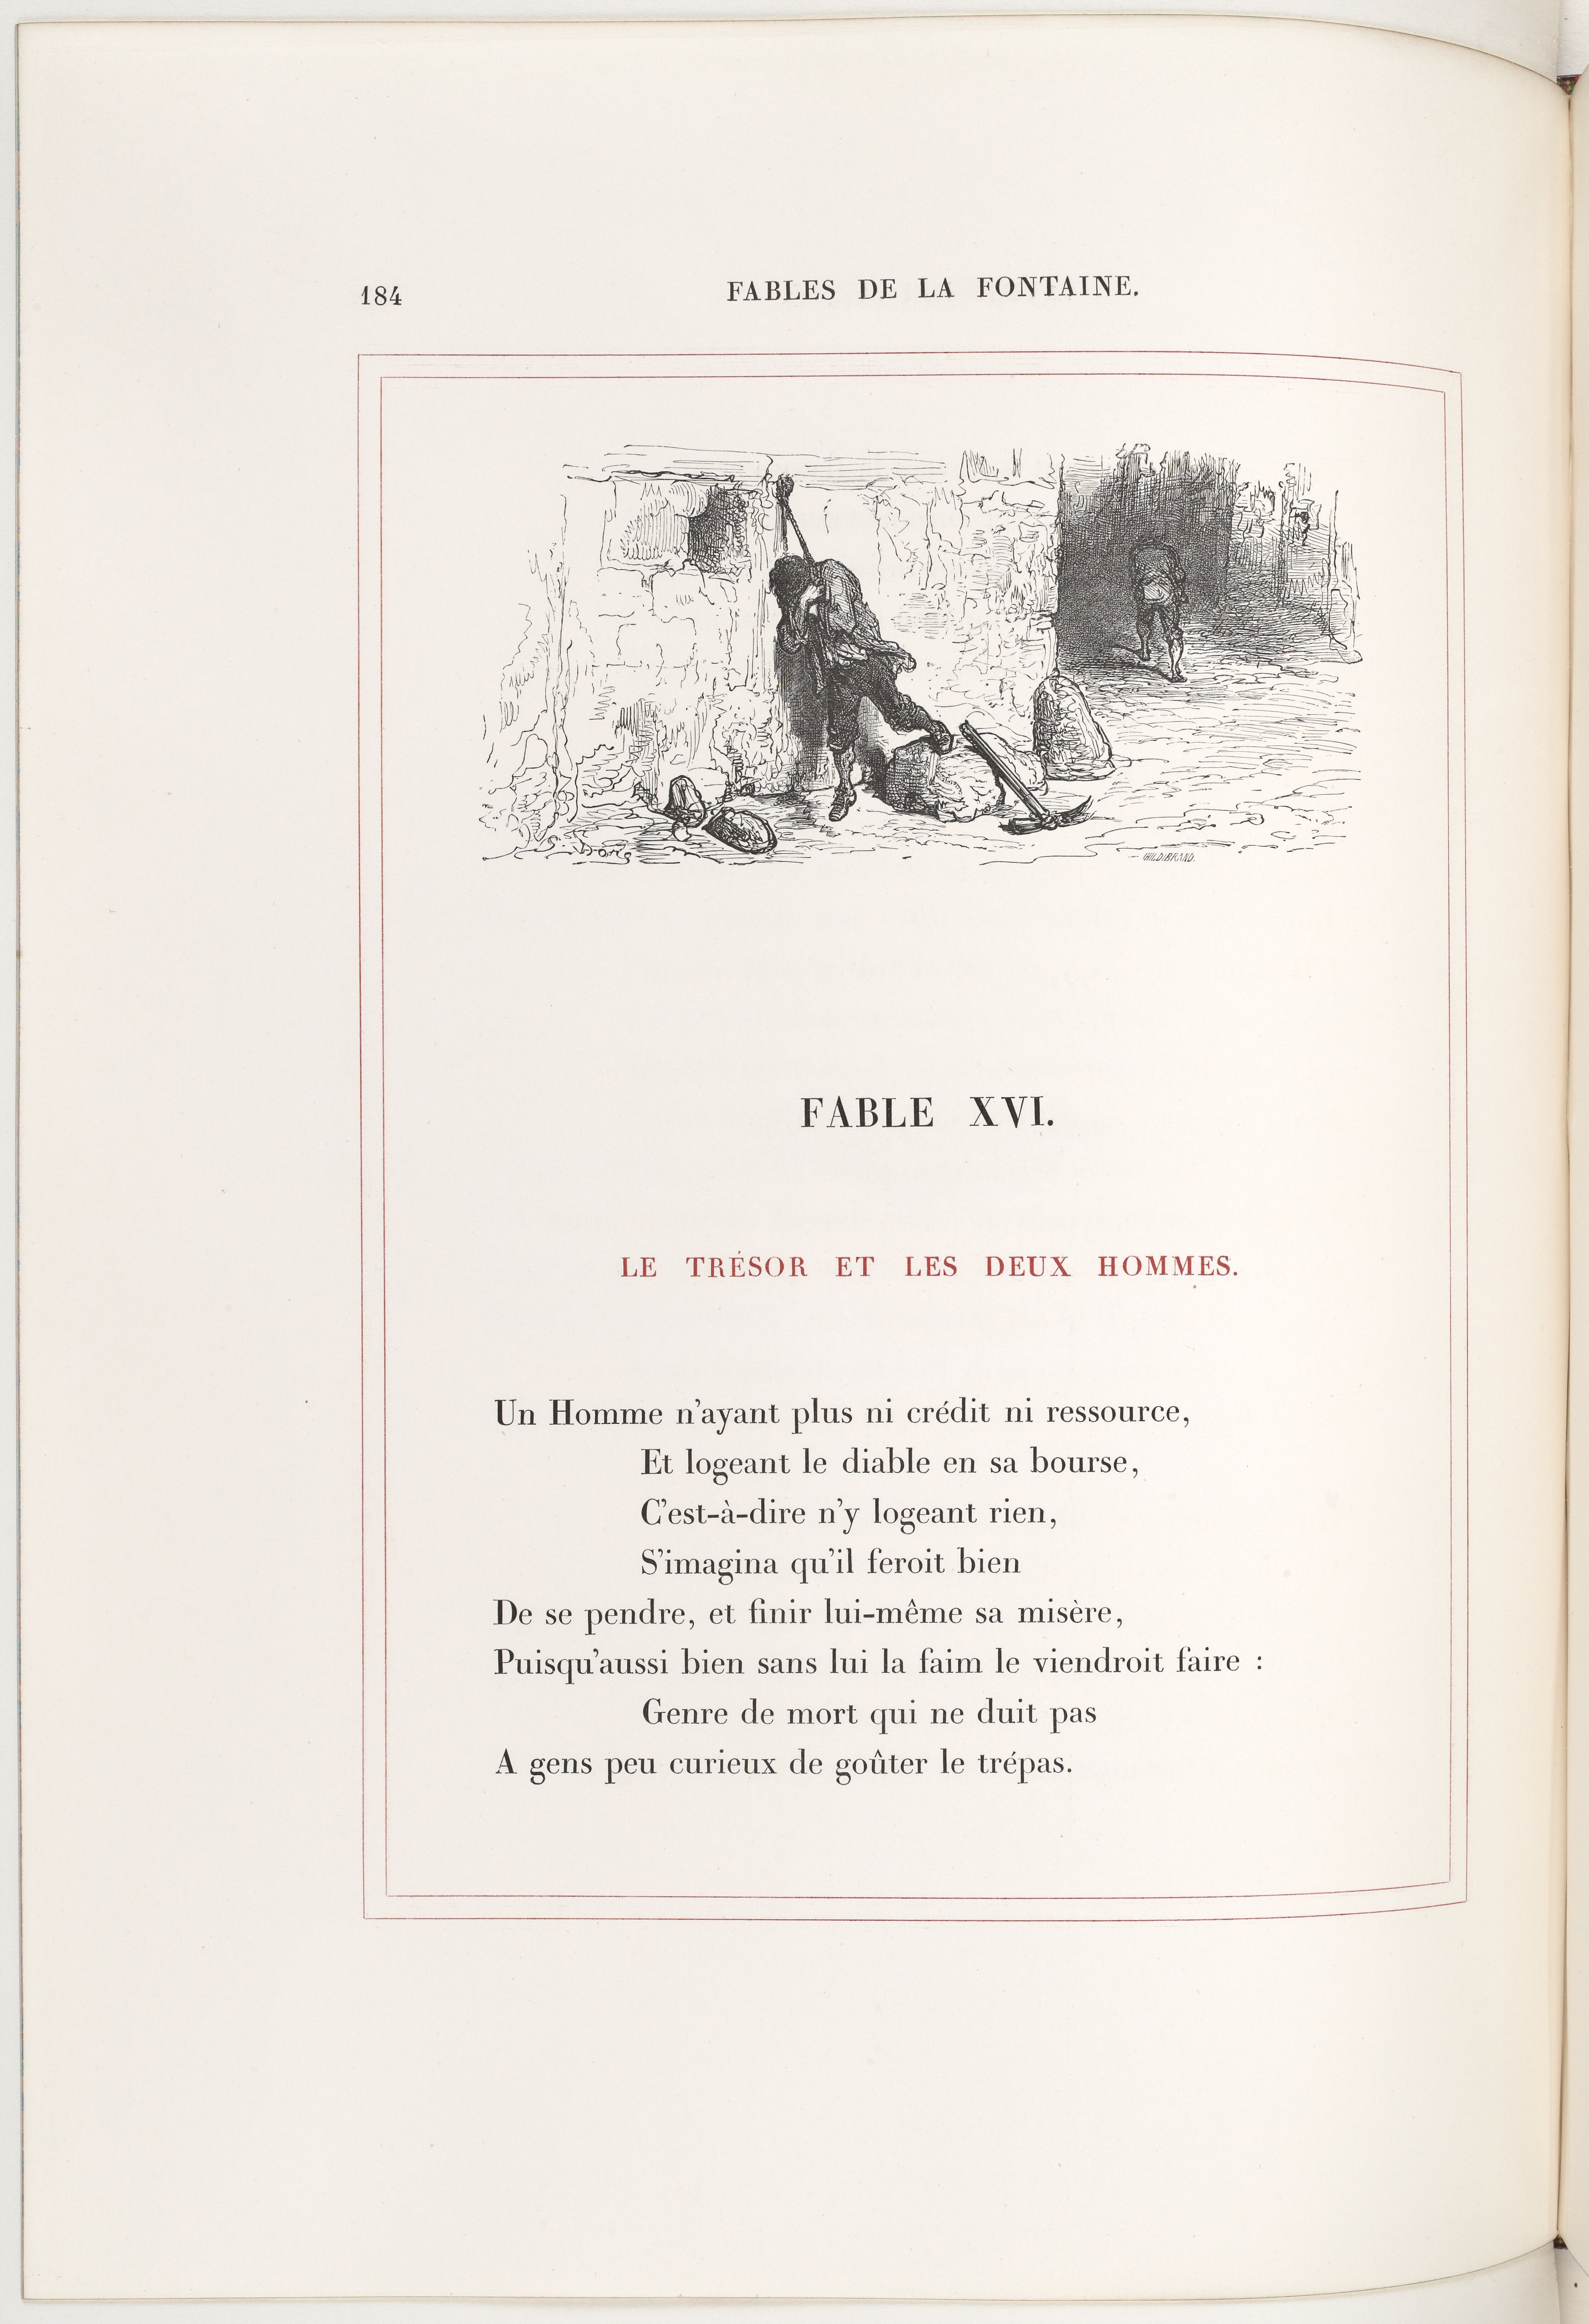 184
FABLES DE LA FONTAINE.
G. Doré
HILDIBRAND.
FABLE XVI.
LE TRÉSOR ET LES DEUX HOMMES.
Un Homme n'ayant plus ni crédit ni ressource,
Et logeant le diable en sa bourse,
C'est-à-dire n'y logeant rien,
S'imagina qu'il feroit bien
De se pendre, et finir lui-même sa misère,
Puisqu'aussi bien sans lui la faim le viendroit faire :
Genre de mort qui ne duit pas
A gens peu curieux de goûter le trépas.